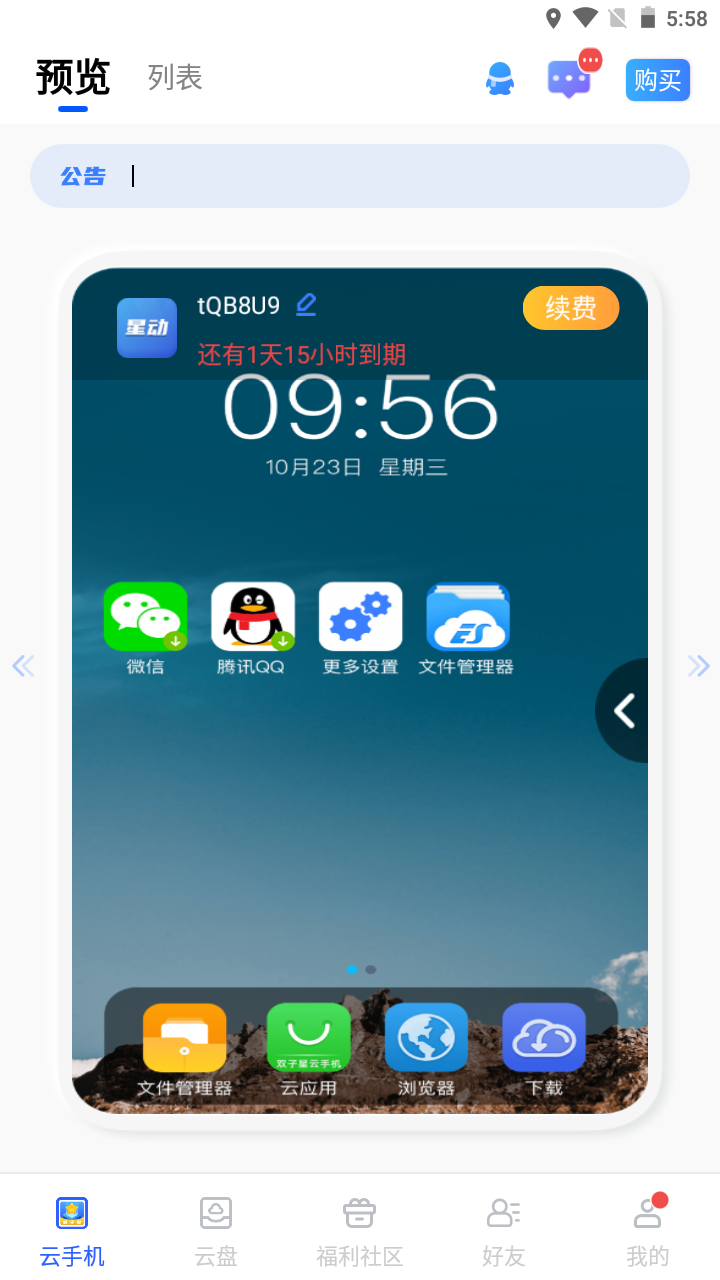 5:58
预览 列表 购买
公告
星动 tQB8U9 续费
还有1天15小时到期
09:56
10月23日 星期三
微信 腾讯QQ 更多设置 文件管理器
ES
双子星云手机
文件管理器 云应用 浏览器 下载
云手机 云盘 福利社区 好友 我的